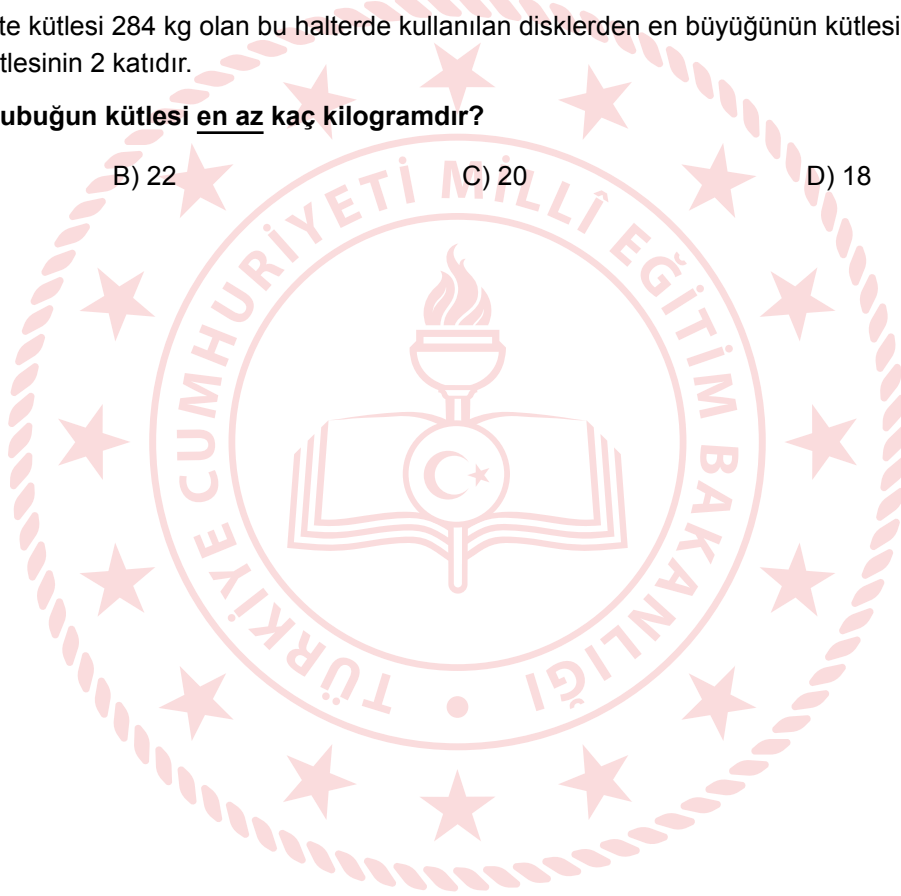 te kütlesi 284 kg olan bu halterde kullanılan disklerden en büyüğünün kütlesi
tlesinin 2 katıdır.
ubuğun kütlesi en az kaç kilogramdır?
B) 22 C) 20 D) 18
TÜRKİYE CUMHURİYETİ MİLLÎ EĞİTİM BAKANLIĞI